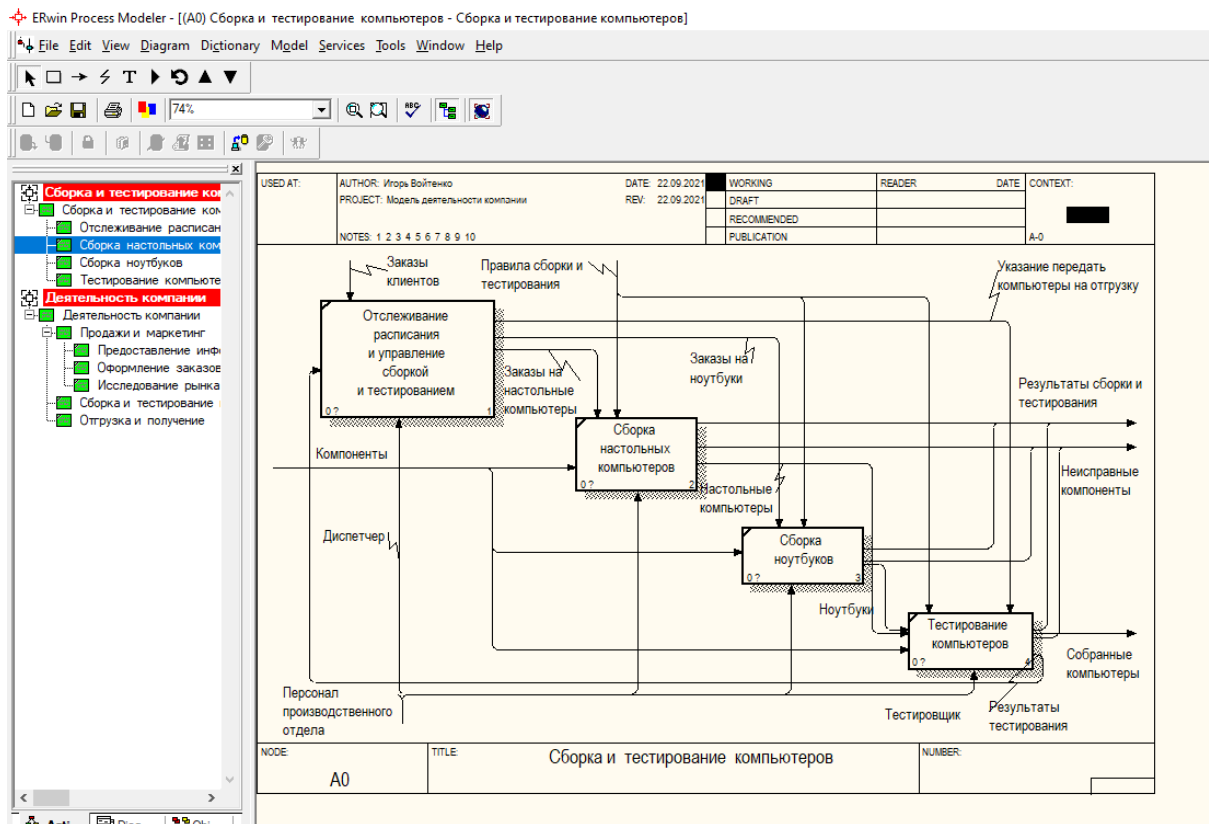 ERwin Process Modeler - [(A0) Сборка и тестирование компьютеров - Сборка и тестирование компьютеров]
File Edit View Diagram Dictionary Model Services Tools Window Help
74%
Сборка и тестирование ко
Сборка и тестирование ком
Отслеживание расписан
Сборка настольных ком
Сборка ноутбуков
Тестирование компьюте
Деятельность компании
Деятельность компании
Продажи и маркетинг
Предоставление инф
Оформление заказов
Исследование рынка
Сборка и тестирование
Отгрузка и получение
USED AT:
AUTHOR: Игорь Войтенко
DATE: 22.09.2021
PROJECT: Модель деятельности компании
REV: 22.09.2021
NOTES: 1 2 3 4 5 6 7 8 9 10
WORKING
DRAFT
RECOMMENDED
PUBLICATION
READER DATE
CONTEXT:
A-0
Заказы
клиентов
Правила сборки и
тестирования
Указание передать
компьютеры на отгрузку
Отслеживание
расписания
и управление
сборкой
и тестированием
0 ? 1
Заказы на
настольные
компьютеры
Заказы на
ноутбуки
Результаты сборки и
тестирования
Сборка
настольных
компьютеров
0 ? 2
Компоненты
Неисправные
компоненты
Настольные
компьютеры
Диспетчер
Сборка
ноутбуков
0 ? 3
Ноутбуки
Тестирование
компьютеров
0 ? 4
Собранные
компьютеры
Персонал
производственного
отдела
Тестировщик
Результаты
тестирования
NODE:
A0
TITLE:
Сборка и тестирование компьютеров
NUMBER: